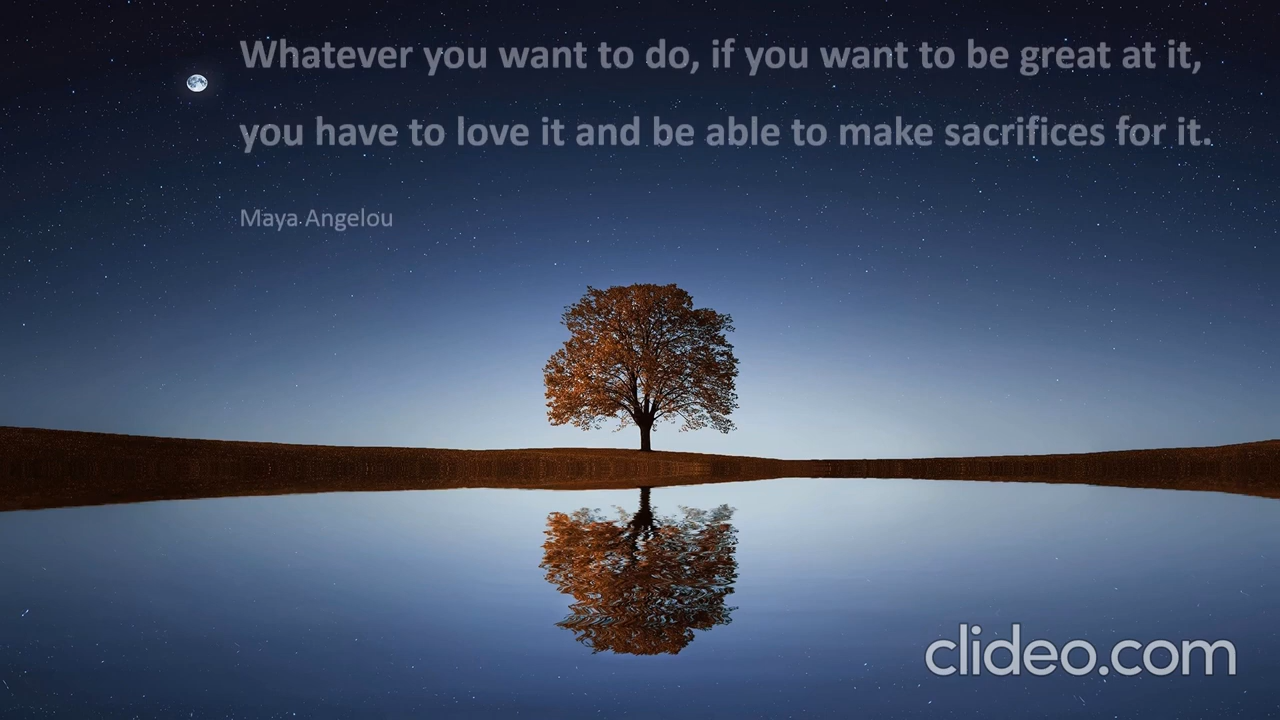 Whatever you want to do, if you want to be great at it,
you have to love it and be able to make sacrifices for it.
Maya Angelou
clideo.com